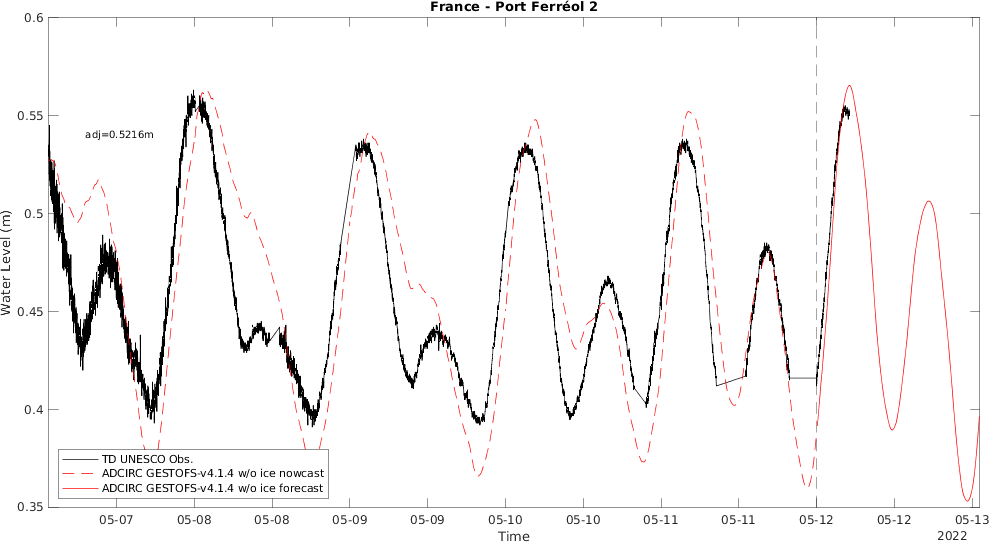 France - Port Ferréol 2
0.6
0.55
0.5
0.45
0.4
0.35
Water Level (m)
adj=0.5216m
TD UNESCO Obs.
ADCIRC GESTOFS-v4.1.4 w/o ice nowcast
ADCIRC GESTOFS-v4.1.4 w/o ice forecast
05-07 05-08 05-08 05-09 05-09 05-10 05-10 05-11 05-11 05-12 05-12 05-13
Time
2022